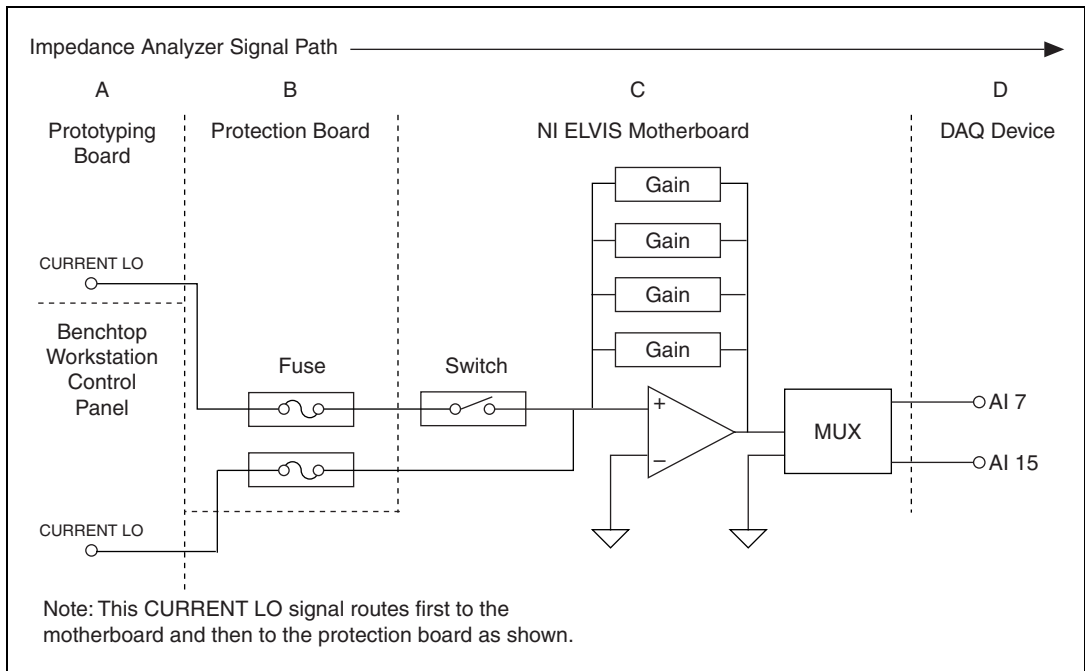 Impedance Analyzer Signal Path
A
B
C
D
Prototyping
Board
Protection Board
NI ELVIS Motherboard
DAQ Device
Gain
Gain
Gain
Gain
CURRENT LO
Benchtop
Workstation
Control
Panel
Fuse
Switch
+
−
MUX
AI 7
AI 15
CURRENT LO
Note: This CURRENT LO signal routes first to the
motherboard and then to the protection board as shown.